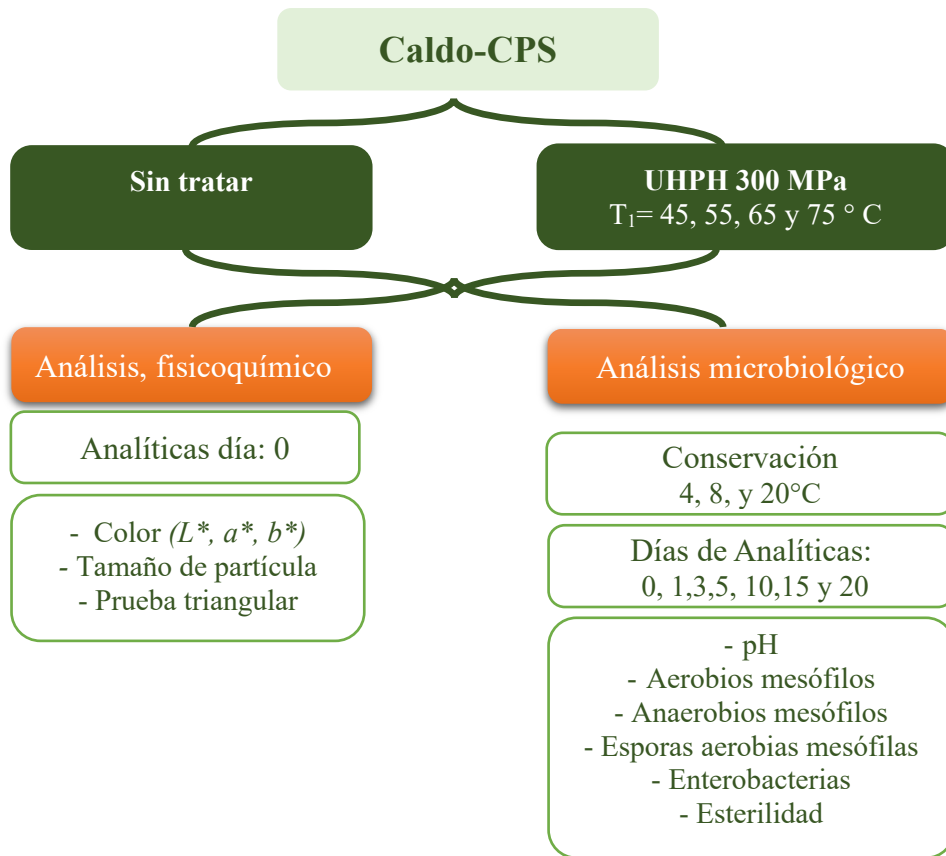 Caldo-CPS
Sin tratar
UHPH 300 MPa
T₁= 45, 55, 65 y 75 ° C
Análisis, fisicoquímico
Analíticas día: 0
- Color (L*, a*, b*)
- Tamaño de partícula
- Prueba triangular
Análisis microbiológico
Conservación
4, 8, y 20°C
Días de Analíticas:
0, 1,3,5, 10,15 y 20
- pH
- Aerobios mesófilos
- Anaerobios mesófilos
- Esporas aerobias mesófilas
- Enterobacterias
- Esterilidad